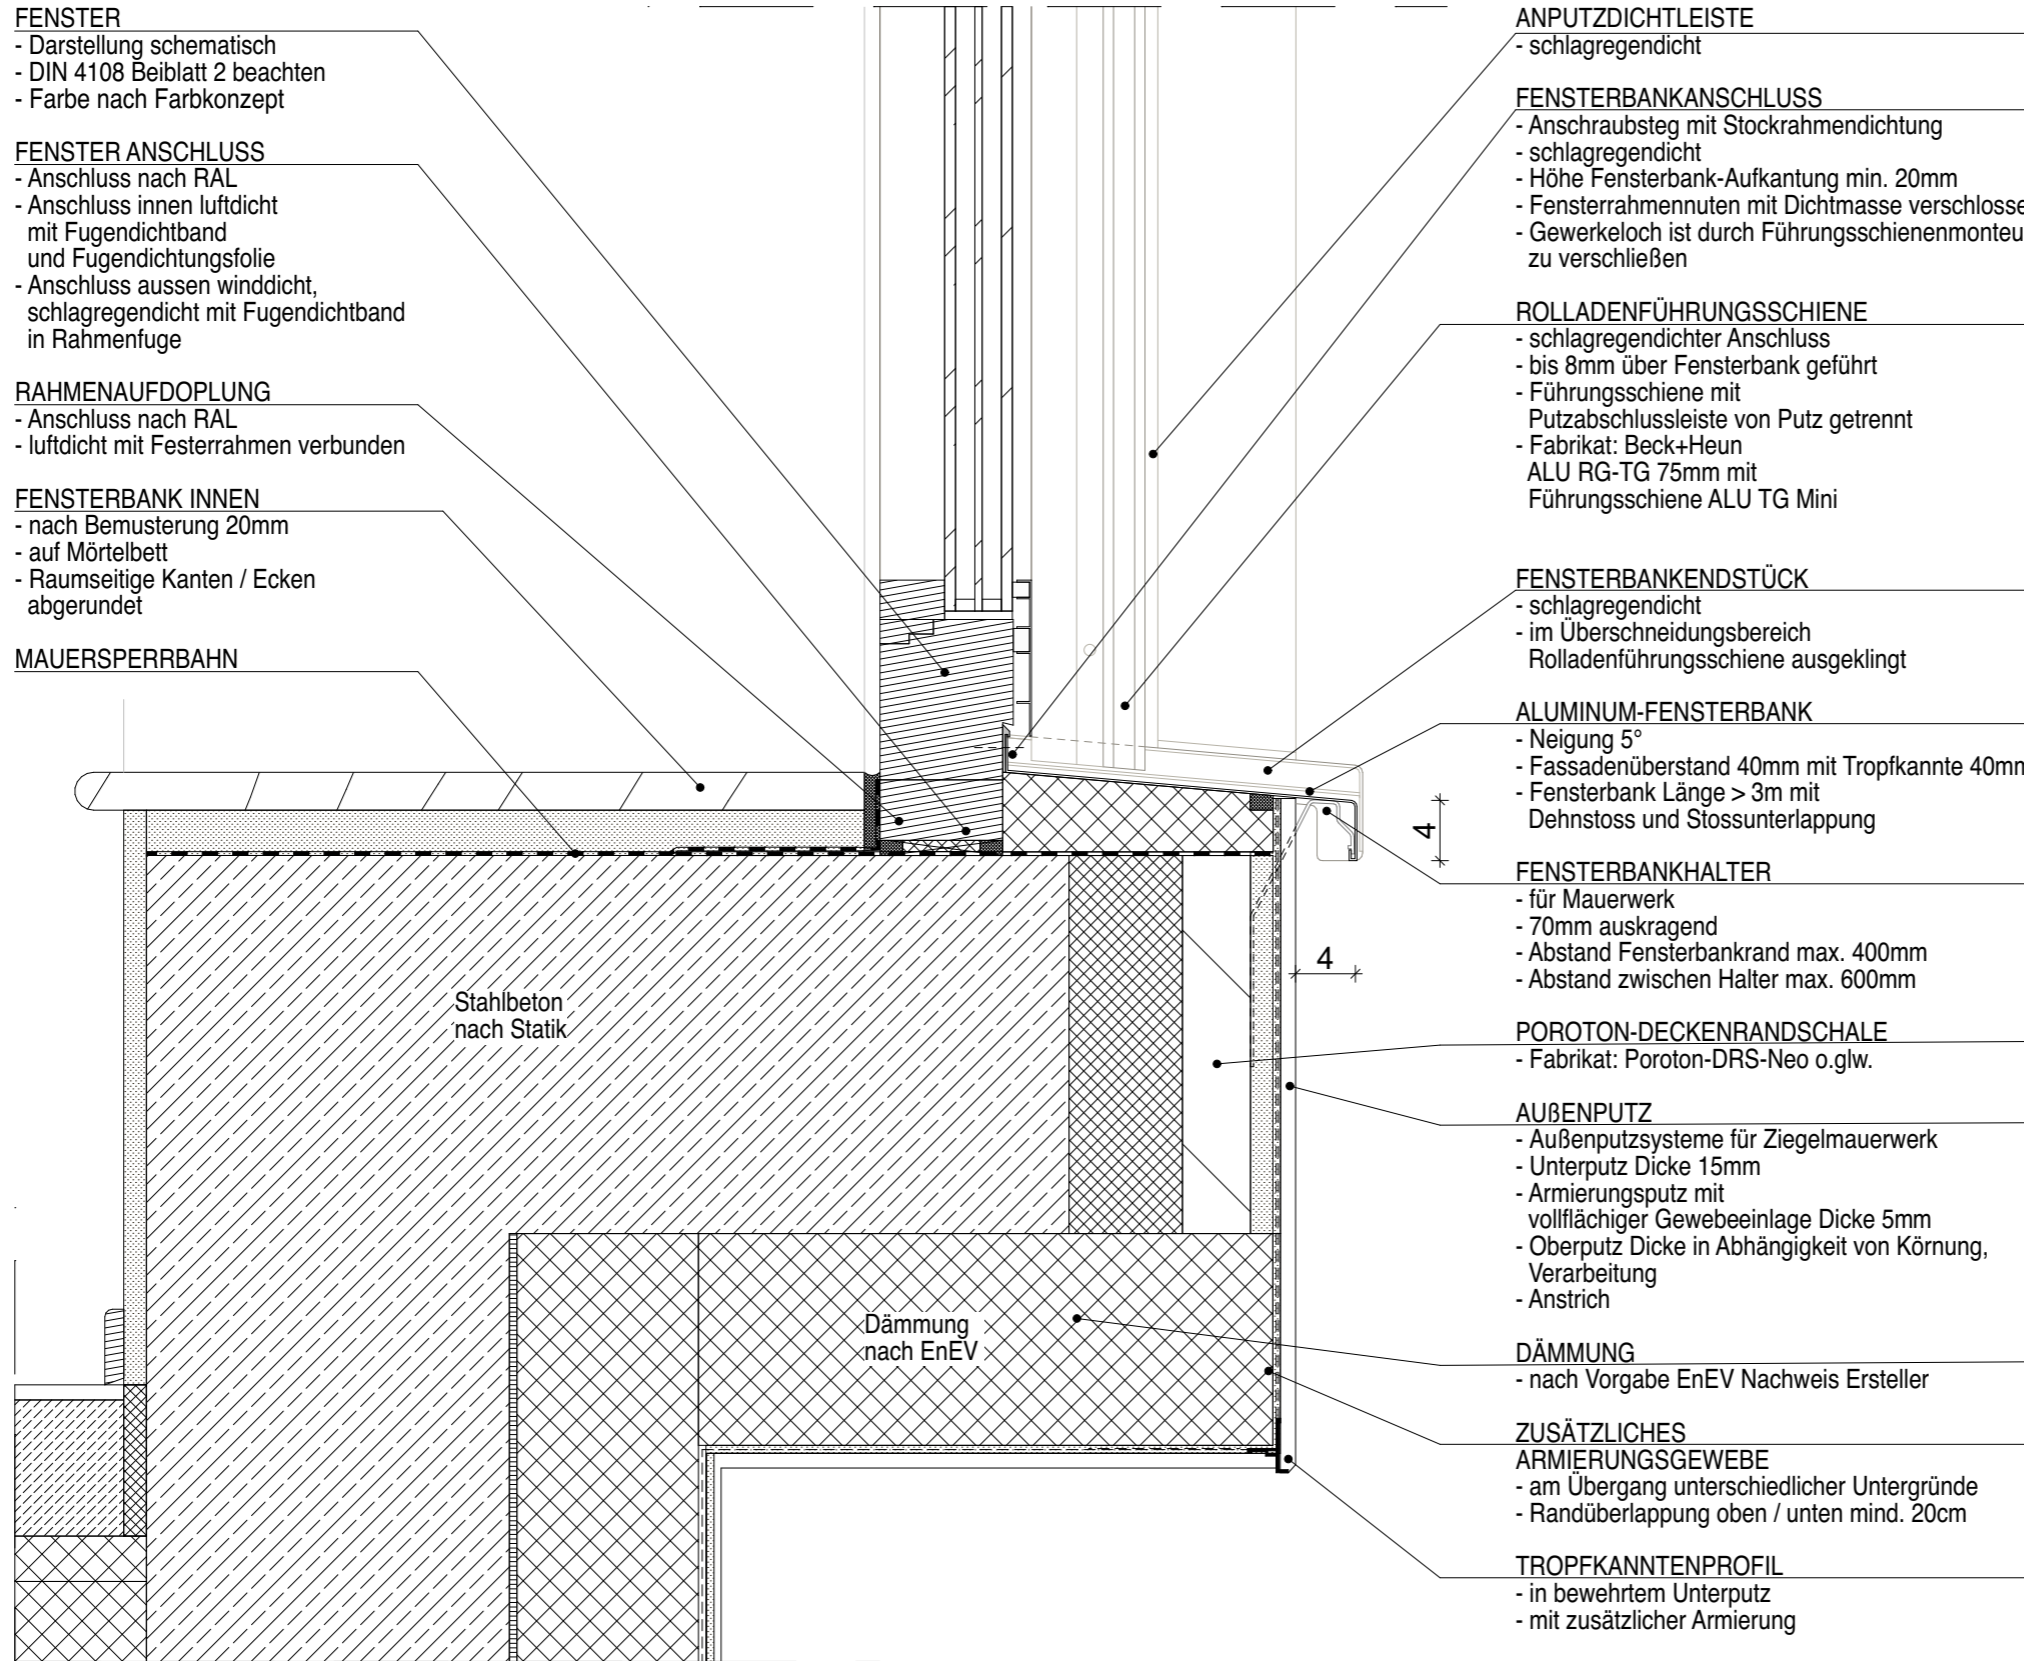 FENSTER
- Darstellung schematisch
- DIN 4108 Beiblatt 2 beachten
- Farbe nach Farbkonzept
FENSTER ANSCHLUSS
- Anschluss nach RAL
- Anschluss innen luftdicht
mit Fugendichtband
und Fugendichtungsfolie
- Anschluss aussen winddicht,
schlagregendicht mit Fugendichtband
in Rahmenfuge
RAHMENAUFDOPLUNG
- Anschluss nach RAL
- luftdicht mit Festerrahmen verbunden
FENSTERBANK INNEN
- nach Bemusterung 20mm
- auf Mörtelbett
- Raumseitige Kanten / Ecken
abgerundet
MAUERSPERRBAHN
Stahlbeton
nach Statik
Dämmung
nach EnEV
4
4
ANPUTZDICHTLEISTE
- schlagregendicht
FENSTERBANKANSCHLUSS
- Anschraubsteg mit Stockrahmendichtung
- schlagregendicht
- Höhe Fensterbank-Aufkantung min. 20mm
- Fensterrahmennuten mit Dichtmasse verschlosse
- Gewerkeloch ist durch Führungsschienenmonteu
zu verschließen
ROLLADENFÜHRUNGSSCHIENE
- schlagregendichter Anschluss
- bis 8mm über Fensterbank geführt
- Führungsschiene mit
Putzabschlussleiste von Putz getrennt
- Fabrikat: Beck+Heun
ALU RG-TG 75mm mit
Führungsschiene ALU TG Mini
FENSTERBANKENDSTÜCK
- schlagregendicht
- im Überschneidungsbereich
Rolladenführungsschiene ausgeklingt
ALUMINUM-FENSTERBANK
- Neigung 5°
- Fassadenüberstand 40mm mit Tropfkannte 40mm
- Fensterbank Länge > 3m mit
Dehnstoss und Stossunterlappung
FENSTERBANKHALTER
- für Mauerwerk
- 70mm auskragend
- Abstand Fensterbankrand max. 400mm
- Abstand zwischen Halter max. 600mm
POROTON-DECKENRANDSCHALE
- Fabrikat: Poroton-DRS-Neo o.glw.
AUßENPUTZ
- Außenputzsysteme für Ziegelmauerwerk
- Unterputz Dicke 15mm
- Armierungsputz mit
vollflächiger Gewebeeinlage Dicke 5mm
- Oberputz Dicke in Abhängigkeit von Körnung,
Verarbeitung
- Anstrich
DÄMMUNG
- nach Vorgabe EnEV Nachweis Ersteller
ZUSÄTZLICHES
ARMIERUNGSGEWEBE
- am Übergang unterschiedlicher Untergründe
- Randüberlappung oben / unten mind. 20cm
TROPFKANNTENPROFIL
- in bewehrtem Unterputz
- mit zusätzlicher Armierung